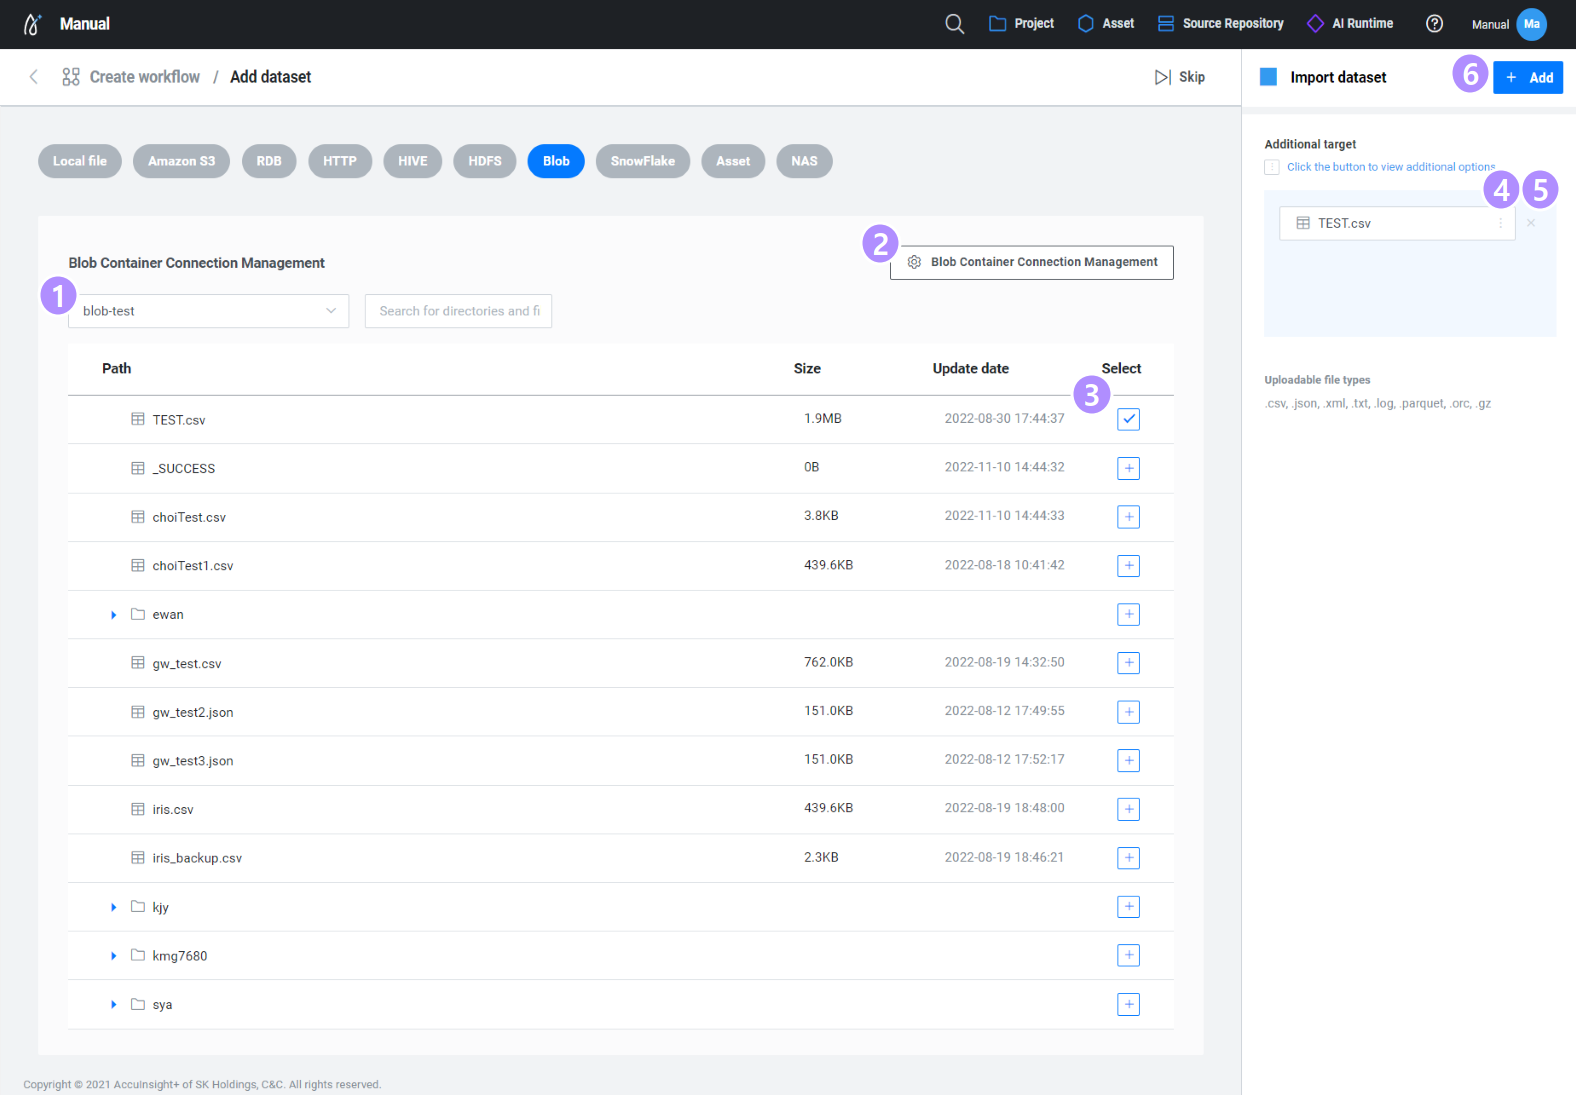 Manual
Project
Asset
Source Repository
AI Runtime
Manual
Ma
Create workflow / Add dataset
Skip
Import dataset
6
+ Add
Local file
Amazon S3
RDB
HTTP
HIVE
HDFS
Blob
SnowFlake
Asset
NAS
Additional target
Click the button to view additional options
4
5
TEST.csv
Blob Container Connection Management
2
Blob Container Connection Management
1
blob-test
Search for directories and fi
Path Size Update date Select
3
TEST.csv 1.9MB 2022-08-30 17:44:37
_SUCCESS 0B 2022-11-10 14:44:32
choiTest.csv 3.8KB 2022-11-10 14:44:33
choiTest1.csv 439.6KB 2022-08-18 10:41:42
ewan
gw_test.csv 762.0KB 2022-08-19 14:32:50
gw_test2.json 151.0KB 2022-08-12 17:49:55
gw_test3.json 151.0KB 2022-08-12 17:52:17
iris.csv 439.6KB 2022-08-19 18:48:00
iris_backup.csv 2.3KB 2022-08-19 18:46:21
kjy
kmg7680
sya
Uploadable file types
.csv, .json, .xml, .txt, .log, .parquet, .orc, .gz
Copyright © 2021 AccuInsight+ of SK Holdings, C&C. All rights reserved.